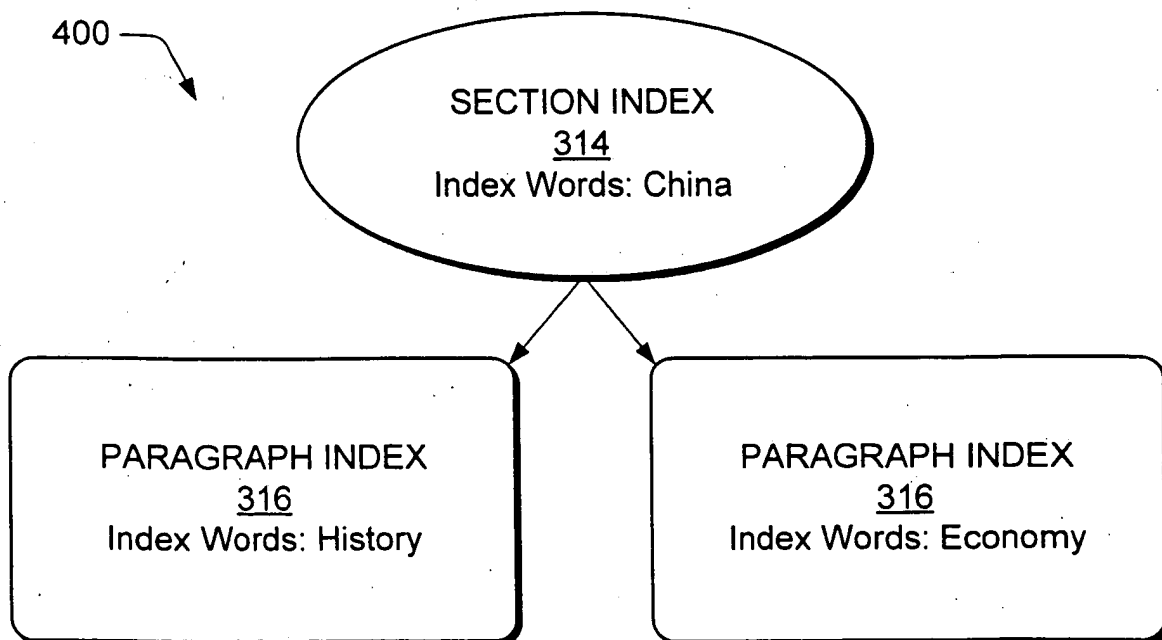 400
SECTION INDEX
314
Index Words: China
PARAGRAPH INDEX
316
Index Words: History
PARAGRAPH INDEX
316
Index Words: Economy